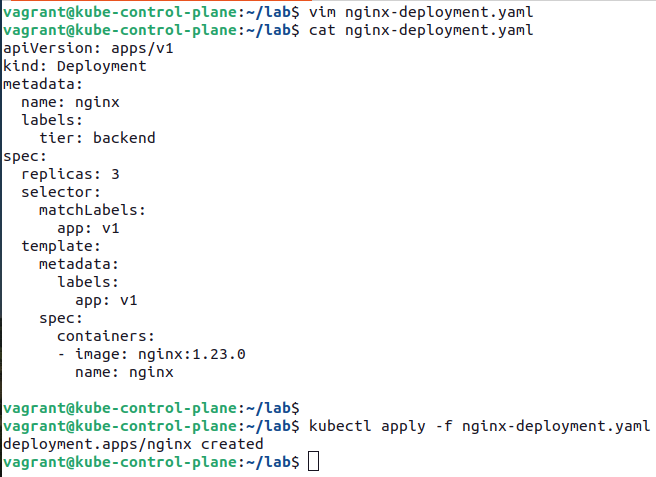 vagrant@kube-control-plane:~/lab$ vim nginx-deployment.yaml
vagrant@kube-control-plane:~/lab$ cat nginx-deployment.yaml
apiVersion: apps/v1
kind: Deployment
metadata:
  name: nginx
  labels:
    tier: backend
spec:
  replicas: 3
  selector:
    matchLabels:
      app: v1
  template:
    metadata:
      labels:
        app: v1
    spec:
      containers:
      - image: nginx:1.23.0
        name: nginx

vagrant@kube-control-plane:~/lab$
vagrant@kube-control-plane:~/lab$ kubectl apply -f nginx-deployment.yaml
deployment.apps/nginx created
vagrant@kube-control-plane:~/lab$